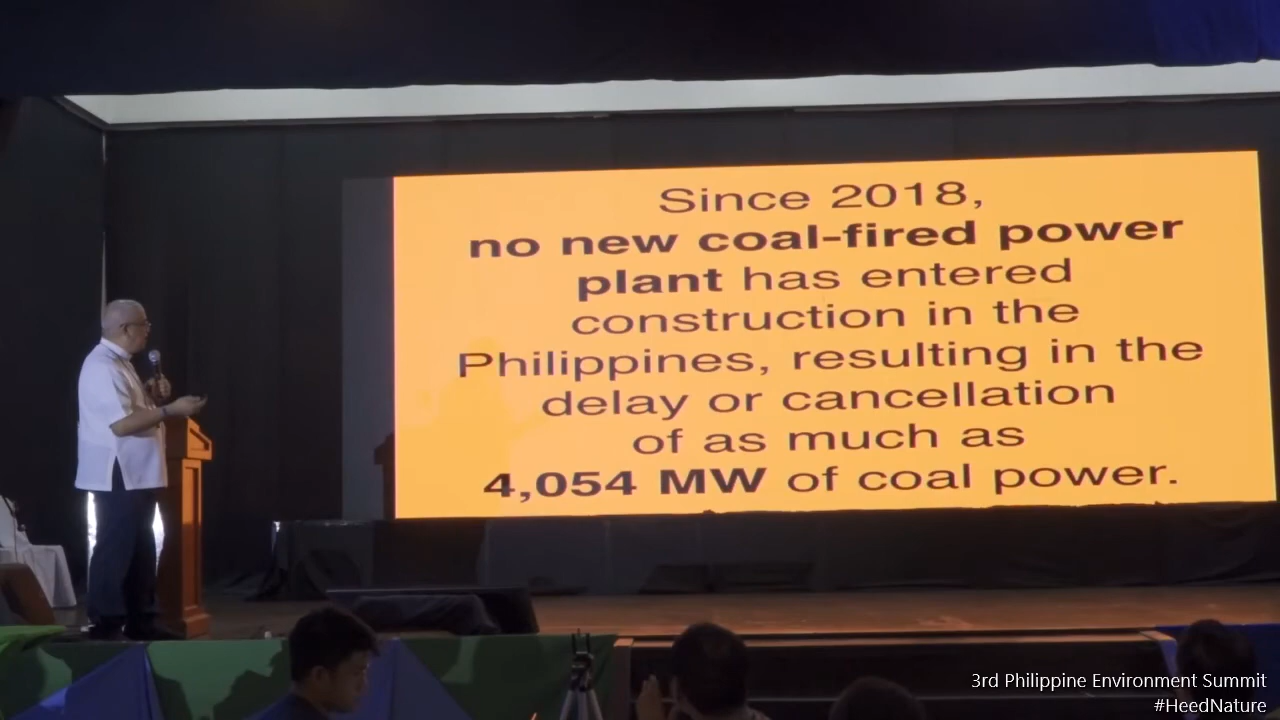 Since 2018,
no new coal-fired power
plant has entered
construction in the
Philippines, resulting in the
delay or cancellation
of as much as
4,054 MW of coal power.
3rd Philippine Environment Summit
#HeedNature